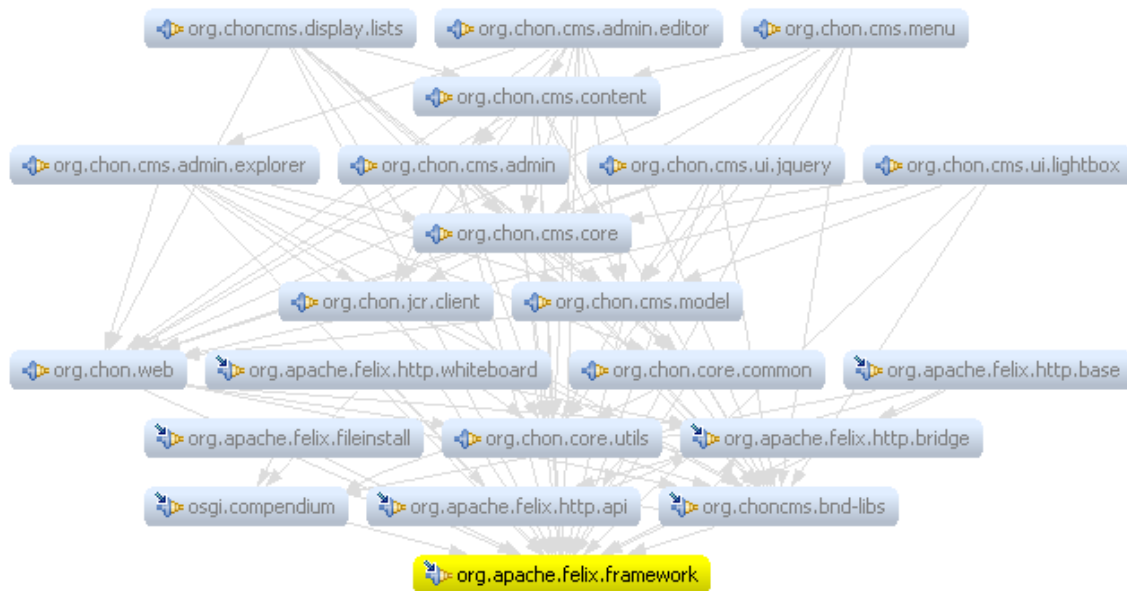 org.choncms.display.lists
org.chon.cms.admin.editor
org.chon.cms.menu
org.chon.cms.content
org.chon.cms.admin.explorer
org.chon.cms.admin
org.chon.cms.ui.jquery
org.chon.cms.ui.lightbox
org.chon.cms.core
org.chon.jcr.client
org.chon.cms.model
org.chon.web
org.apache.felix.http.whiteboard
org.chon.core.common
org.apache.felix.http.base
org.apache.felix.fileinstall
org.chon.core.utils
org.apache.felix.http.bridge
osgi.compendium
org.apache.felix.http.api
org.choncms.bnd-libs
org.apache.felix.framework